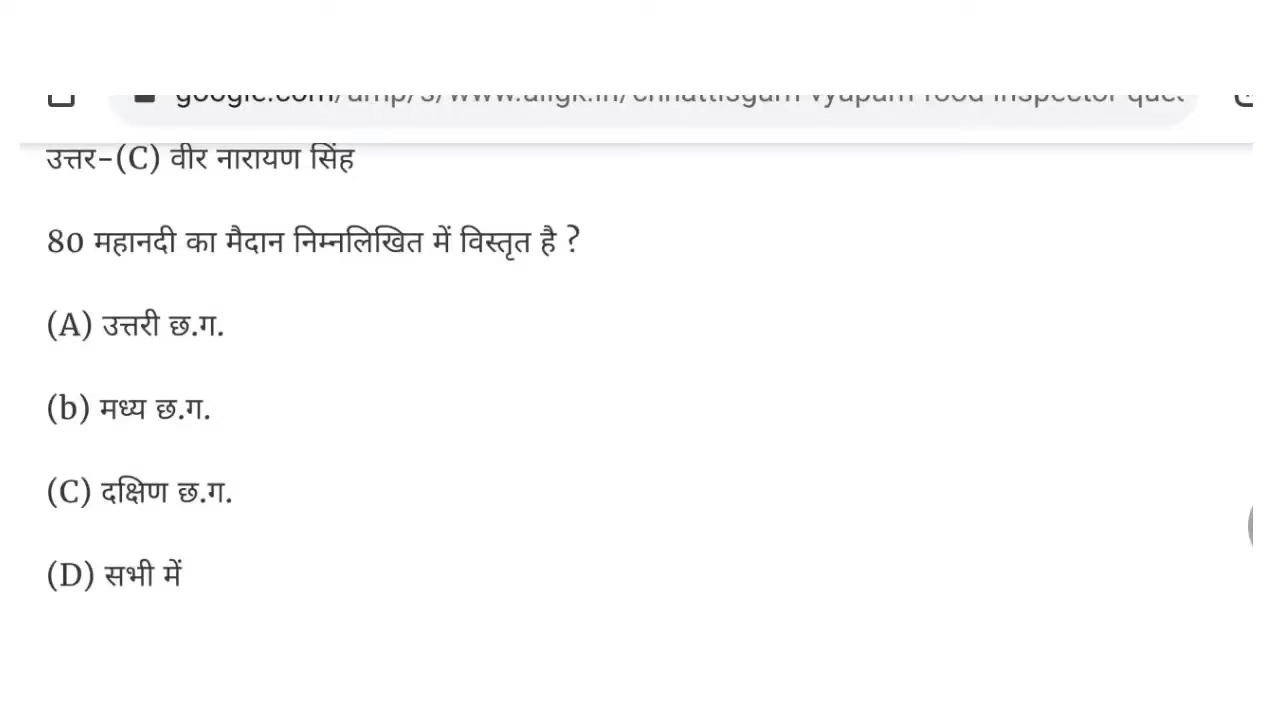 उत्तर-(C) वीर नारायण सिंह
80 महानदी का मैदान निम्नलिखित में विस्तृत है ?
(A) उत्तरी छ.ग.
(b) मध्य छ.ग.
(C) दक्षिण छ.ग.
(D) सभी में